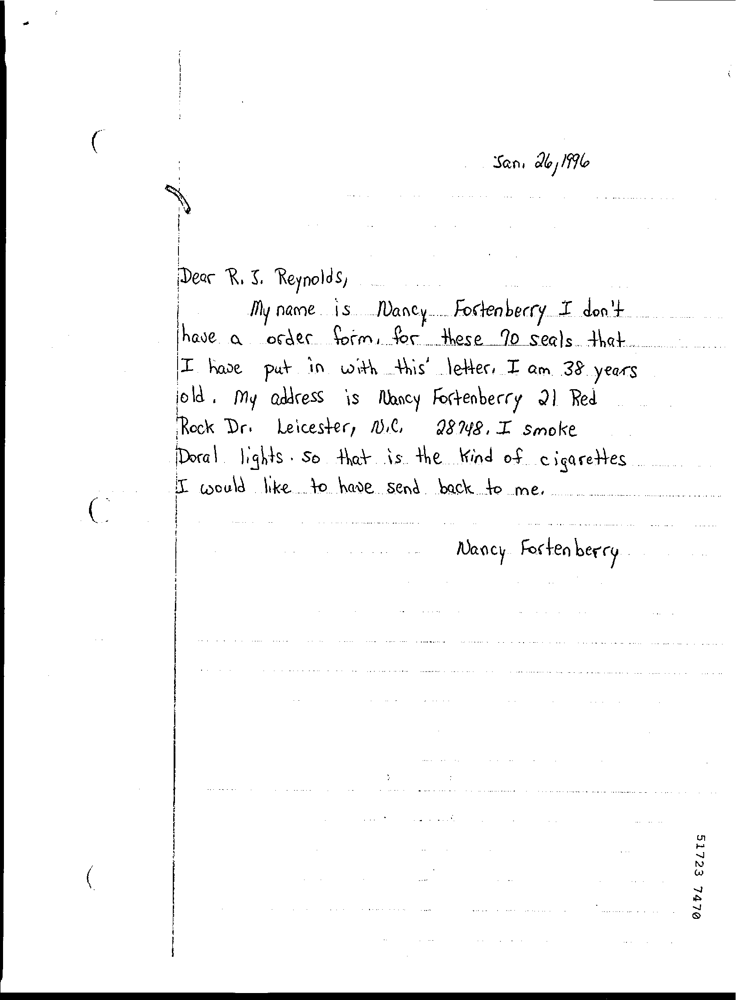 Jan. 26, 1996
Dear R. J. Reynolds,
My name is Nancy Fortenberry I don't
have a order form, for these 70 seals that
I have put in with this' letter. I am 38 years
old. My address is Nancy Fortenberry 21 Red
Rock Dr. Leicester, N.C. 28748. I smoke
Doral lights. so that is the kind of cigarettes
I would like to have send back to me.
Nancy Fortenberry
51723 7470